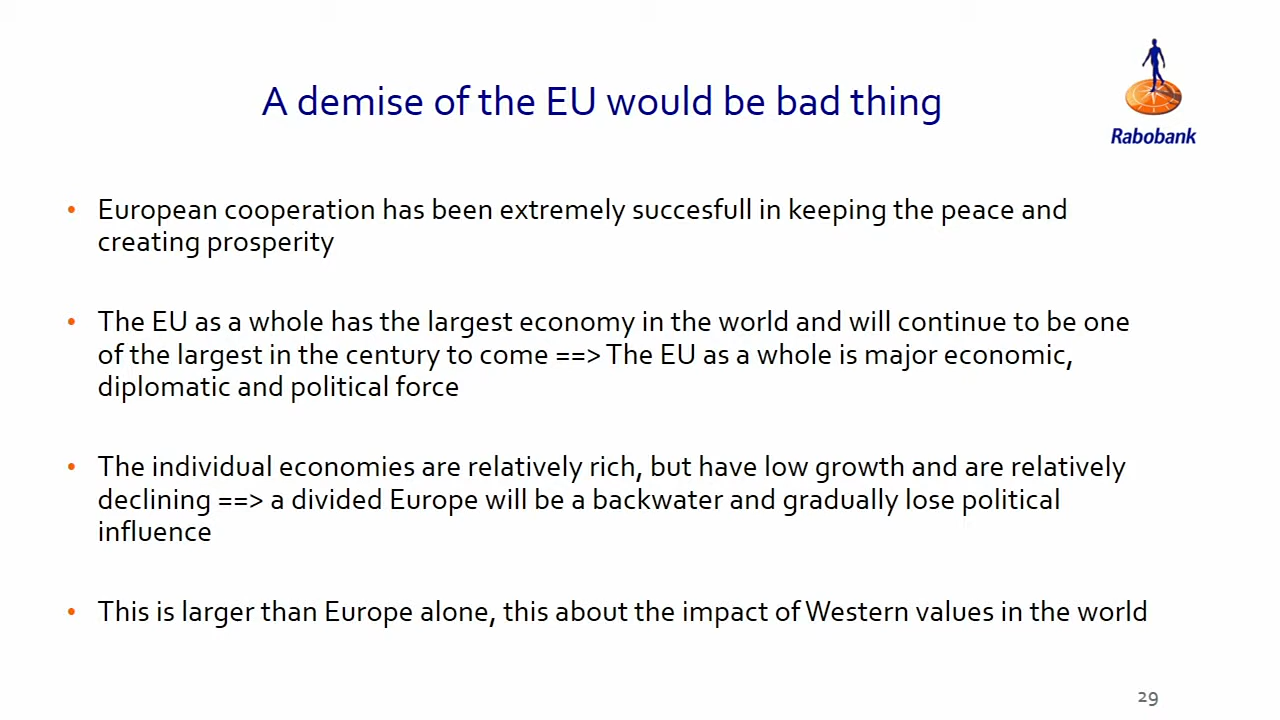 A demise of the EU would be bad thing
Rabobank
• European cooperation has been extremely succesfull in keeping the peace and
creating prosperity
• The EU as a whole has the largest economy in the world and will continue to be one
of the largest in the century to come ==> The EU as a whole is major economic,
diplomatic and political force
• The individual economies are relatively rich, but have low growth and are relatively
declining ==> a divided Europe will be a backwater and gradually lose political
influence
• This is larger than Europe alone, this about the impact of Western values in the world
29